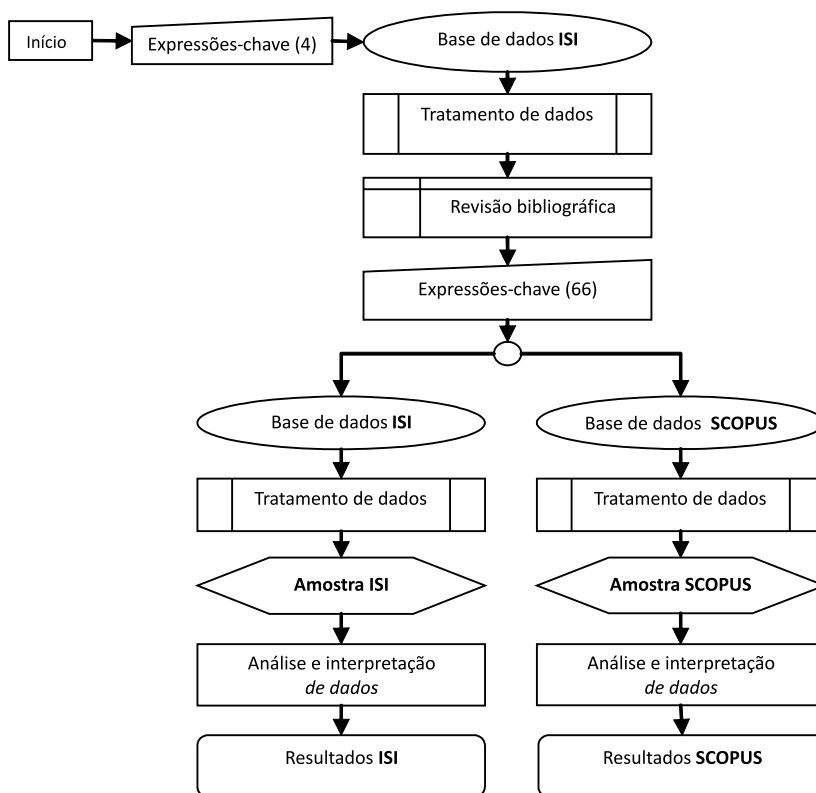 Início
Expressões-chave (4)
Base de dados ISI
Tratamento de dados
Revisão bibliográfica
Expressões-chave (66)
Base de dados ISI
Base de dados SCOPUS
Tratamento de dados
Tratamento de dados
Amostra ISI
Amostra SCOPUS
Análise e interpretação
de dados
Análise e interpretação
de dados
Resultados ISI
Resultados SCOPUS